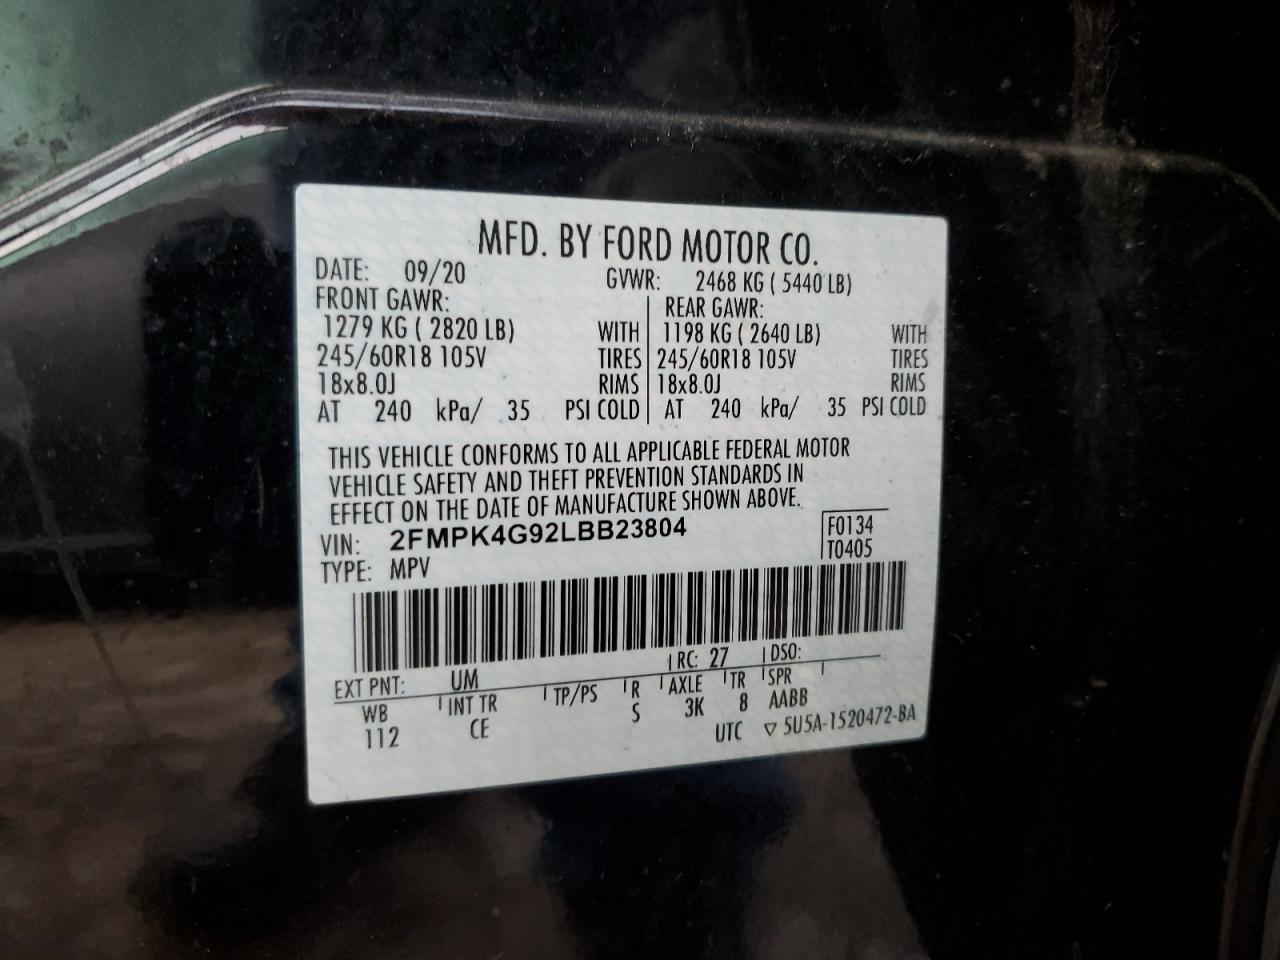 MFD. BY FORD MOTOR CO.
DATE: 09/20 GVWR: 2468 KG ( 5440 LB)
FRONT GAWR: REAR GAWR:
1279 KG ( 2820 LB) WITH 1198 KG ( 2640 LB) WITH
245/60R18 105V TIRES 245/60R18 105V TIRES
18x8.0J RIMS 18x8.0J RIMS
AT 240 kPa/ 35 PSI COLD AT 240 kPa/ 35 PSI COLD
THIS VEHICLE CONFORMS TO ALL APPLICABLE FEDERAL MOTOR
VEHICLE SAFETY AND THEFT PREVENTION STANDARDS IN
EFFECT ON THE DATE OF MANUFACTURE SHOWN ABOVE.
VIN: 2FMPK4G92LBB23804 F0134
TYPE: MPV T0405
EXT PNT: UM RC: 27 DSO:
WB INT TR TP/PS R AXLE TR SPR
112 CE S 3K 8 AABB
UTC ▽ 5U5A-1520472-BA